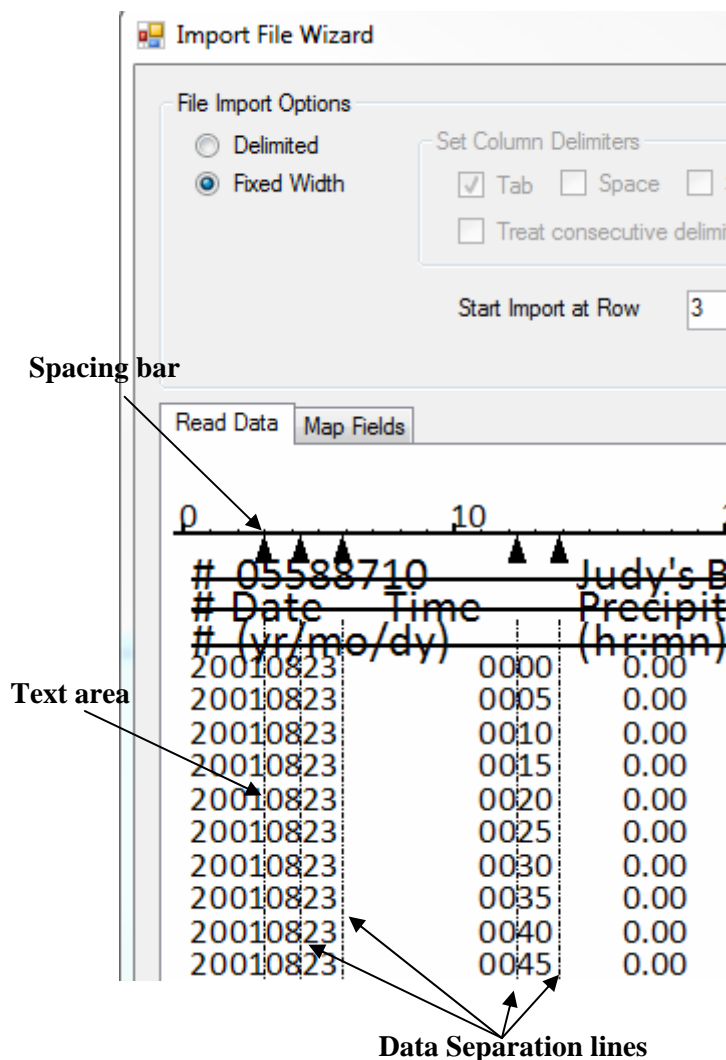 Import File Wizard
File Import Options
Delimited
Fixed Width
Set Column Delimiters
Tab Space
Treat consecutive delimi
Start Import at Row 3
Spacing bar
Read Data Map Fields
0 10
# 05588710 Judy's B
# Date Time Precipit
# (yr/mo/dy) (hr:mn)
20010823 0000 0.00
20010823 0005 0.00
20010823 0010 0.00
20010823 0015 0.00
20010823 0020 0.00
20010823 0025 0.00
20010823 0030 0.00
20010823 0035 0.00
20010823 0040 0.00
20010823 0045 0.00
Text area
Data Separation lines